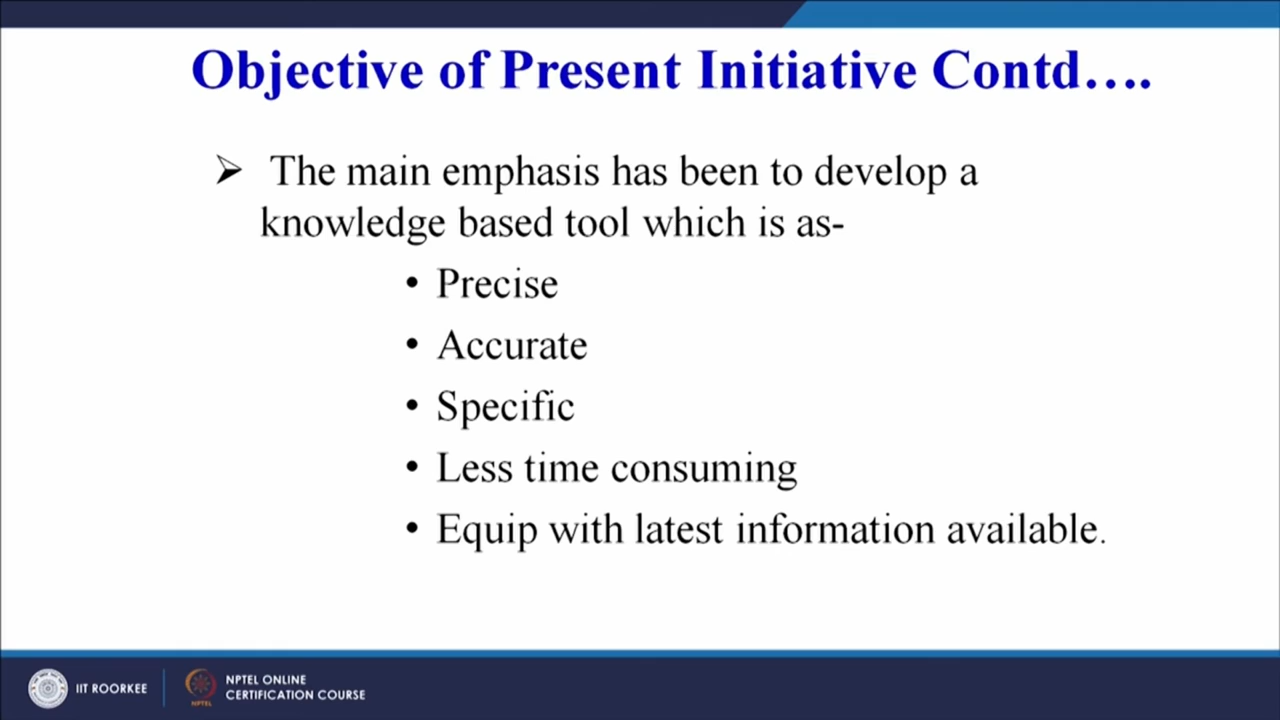 Objective of Present Initiative Contd….
➢ The main emphasis has been to develop a
knowledge based tool which is as-
• Precise
• Accurate
• Specific
• Less time consuming
• Equip with latest information available.
IIT ROORKEE
NPTEL
NPTEL ONLINE
CERTIFICATION COURSE